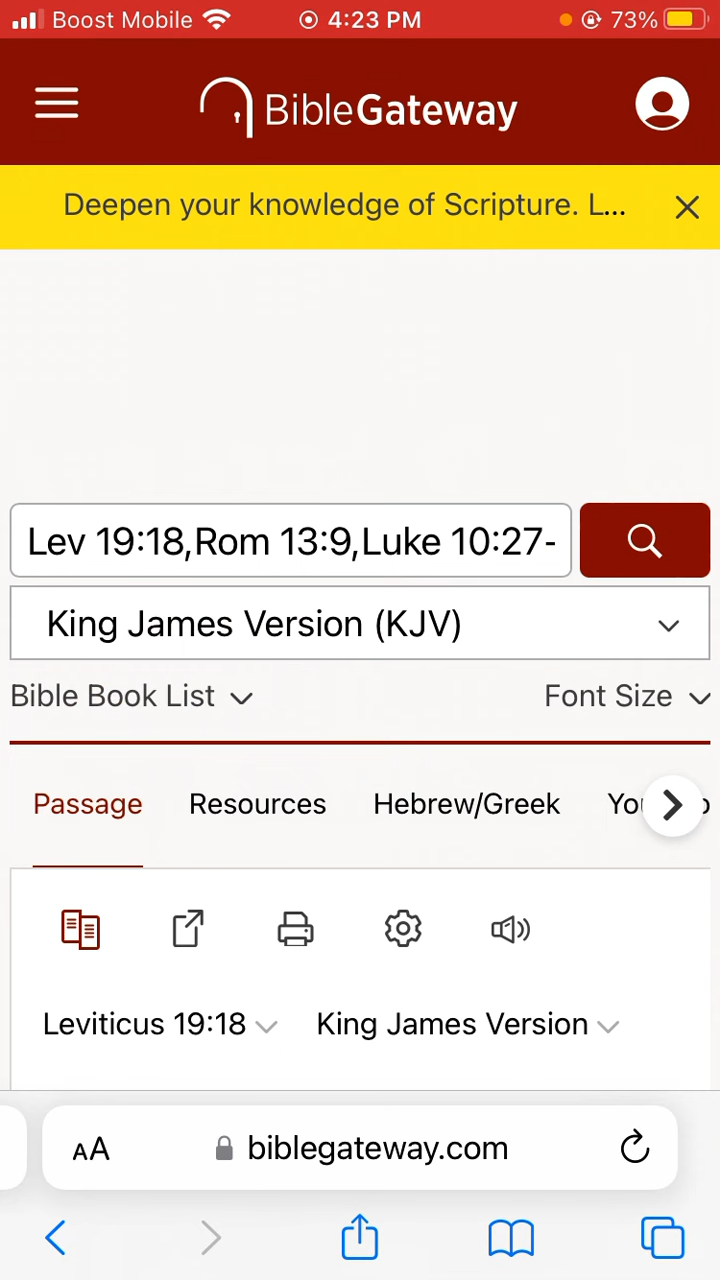 Boost Mobile 4:23 PM 73%
BibleGateway
Deepen your knowledge of Scripture. L...
Lev 19:18,Rom 13:9,Luke 10:27-
King James Version (KJV)
Bible Book List Font Size
Passage Resources Hebrew/Greek
Leviticus 19:18 King James Version
AA biblegateway.com